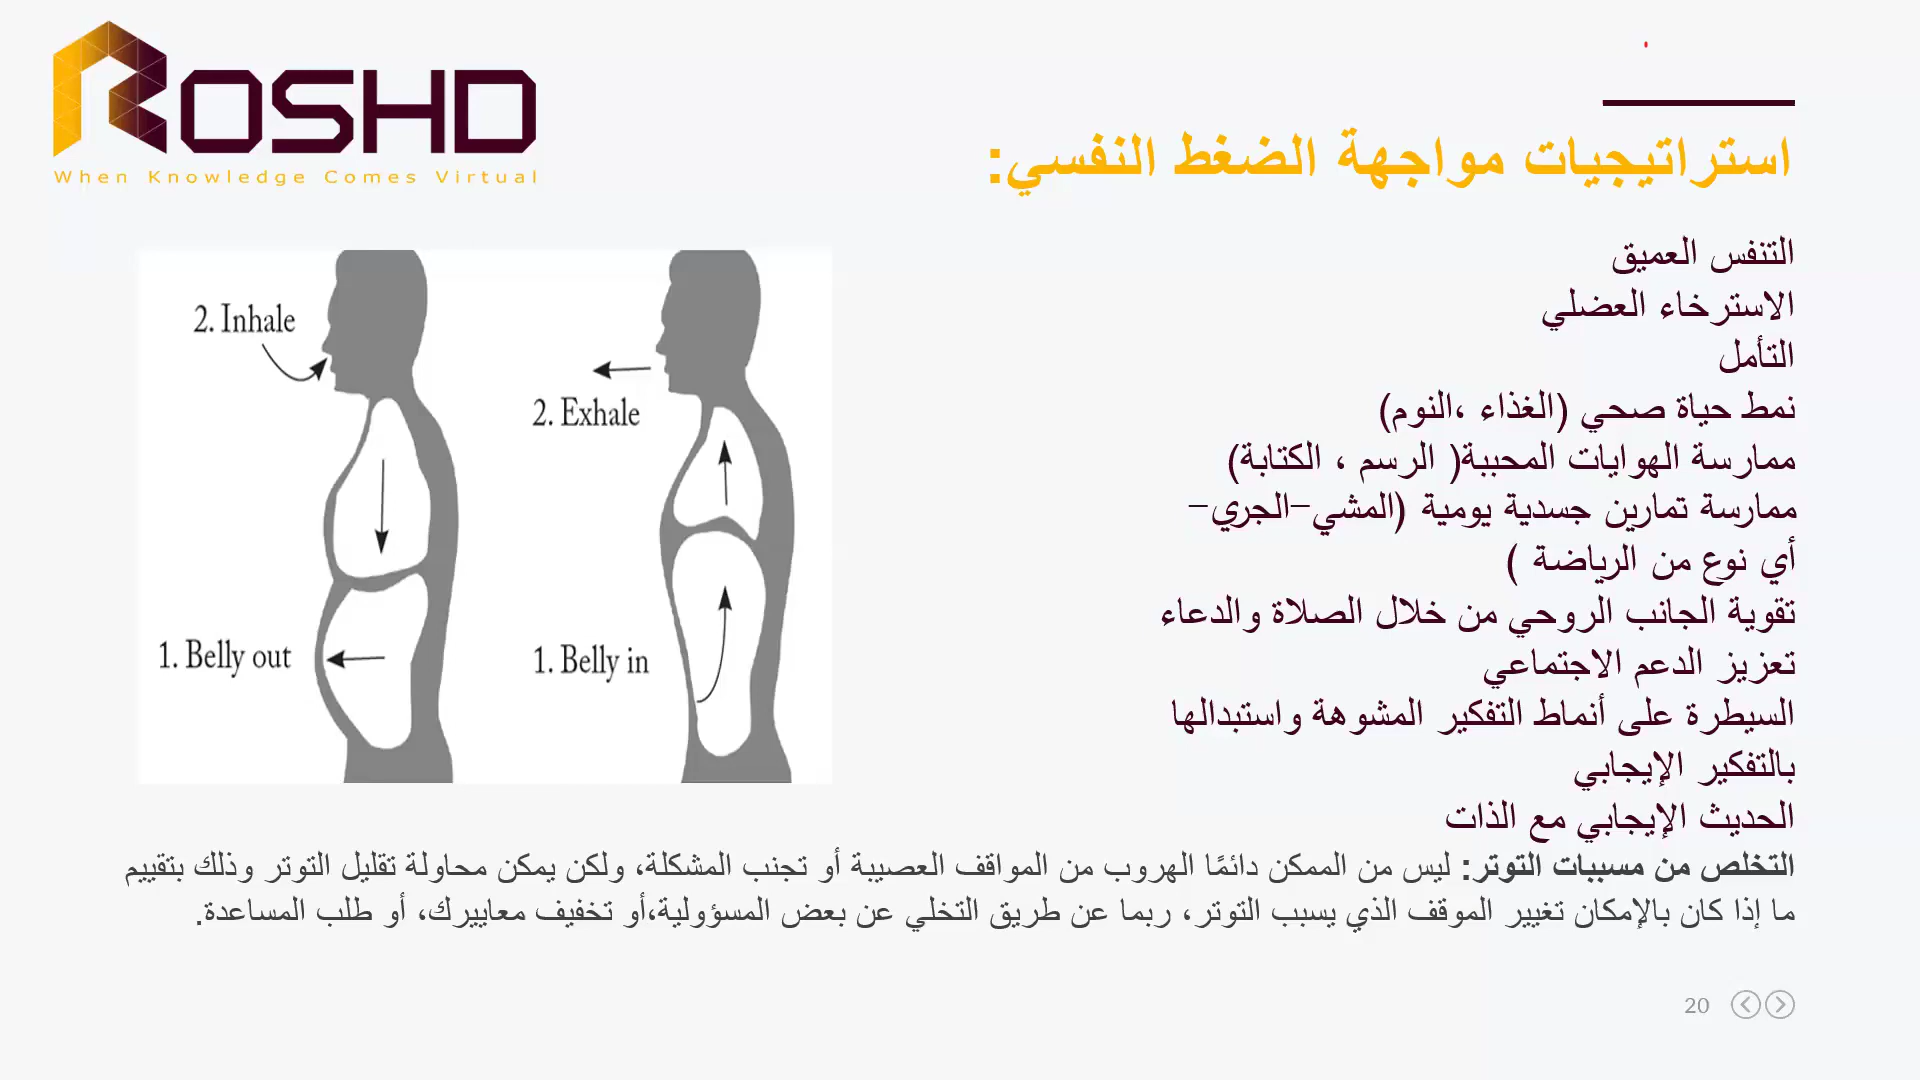 ROSHD
When Knowledge Comes Virtual
استراتيجيات مواجهة الضغط النفسي:
التنفس العميق
الاسترخاء العضلي
التأمل
نمط حياة صحي (الغذاء ،النوم)
ممارسة الهوايات المحببة( الرسم ، الكتابة)
ممارسة تمارين جسدية يومية (المشي–الجري–
أي نوع من الرياضة )
تقوية الجانب الروحي من خلال الصلاة والدعاء
تعزيز الدعم الاجتماعي
السيطرة على أنماط التفكير المشوهة واستبدالها
بالتفكير الإيجابي
الحديث الإيجابي مع الذات
التخلص من مسببات التوتر: ليس من الممكن دائمًا الهروب من المواقف العصيبة أو تجنب المشكلة، ولكن يمكن محاولة تقليل التوتر وذلك بتقييم
ما إذا كان بالإمكان تغيير الموقف الذي يسبب التوتر، ربما عن طريق التخلي عن بعض المسؤولية،أو تخفيف معاييرك، أو طلب المساعدة.
2. Inhale
1. Belly out
2. Exhale
1. Belly in
20